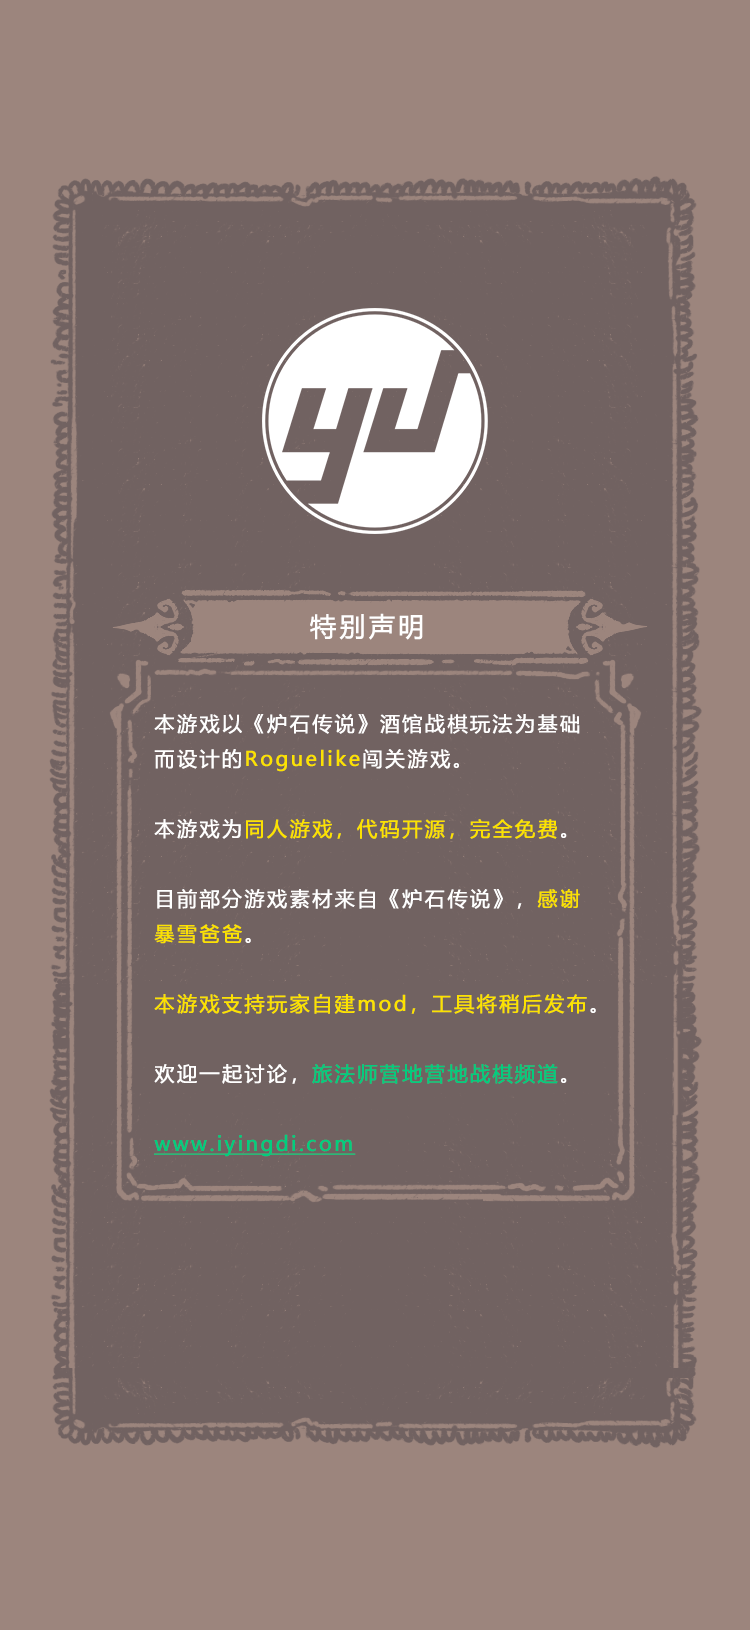 特别声明
本游戏以《炉石传说》酒馆战棋玩法为基础
而设计的Roguelike闯关游戏。
本游戏为同人游戏，代码开源，完全免费。
目前部分游戏素材来自《炉石传说》，感谢
暴雪爸爸。
本游戏支持玩家自建mod，工具将稍后发布。
欢迎一起讨论，旅法师营地营地战棋频道。
www.iyingdi.com